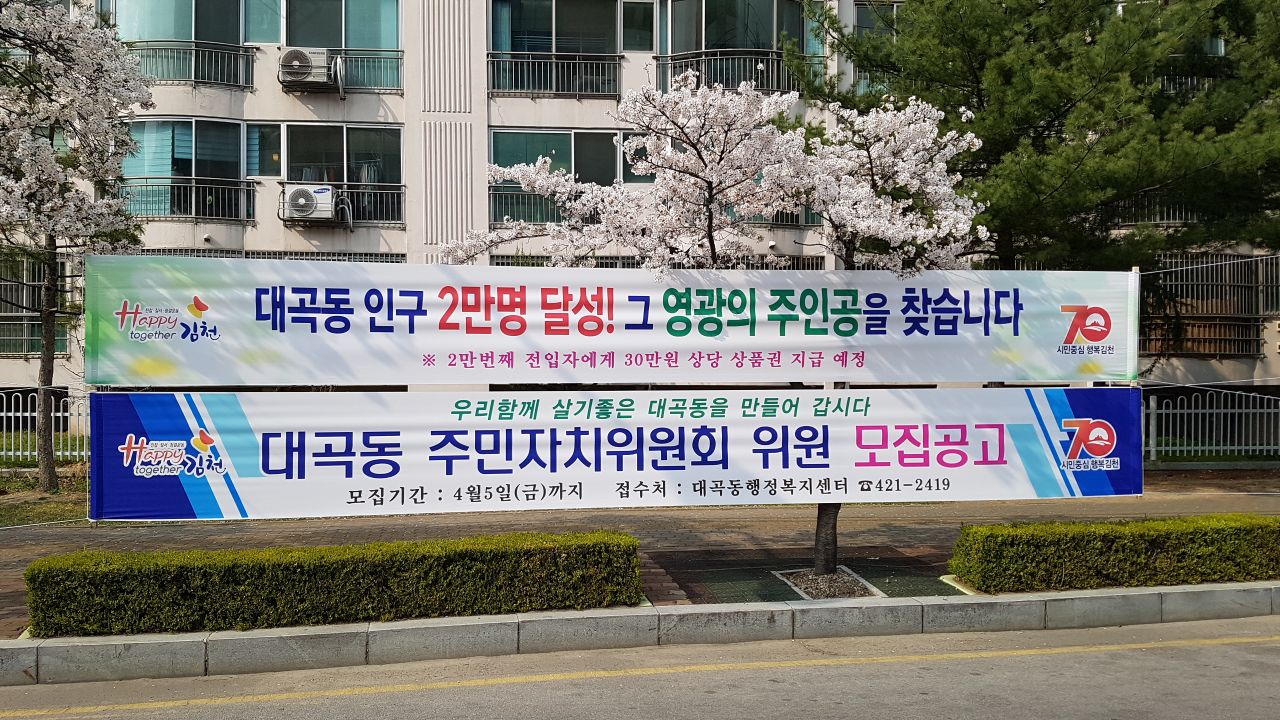 Happy together 김천
대곡동 인구 2만명 달성! 그 영광의 주인공을 찾습니다
※ 2만번째 전입자에게 30만원 상당 상품권 지급 예정
70
시민중심 행복김천
우리함께 살기좋은 대곡동을 만들어 갑시다
Happy together 김천
대곡동 주민자치위원회 위원 모집공고
모집기간 : 4월5일(금)까지 접수처 : 대곡동행정복지센터 ☎421-2419
70
시민중심 행복김천
SAMSUNG